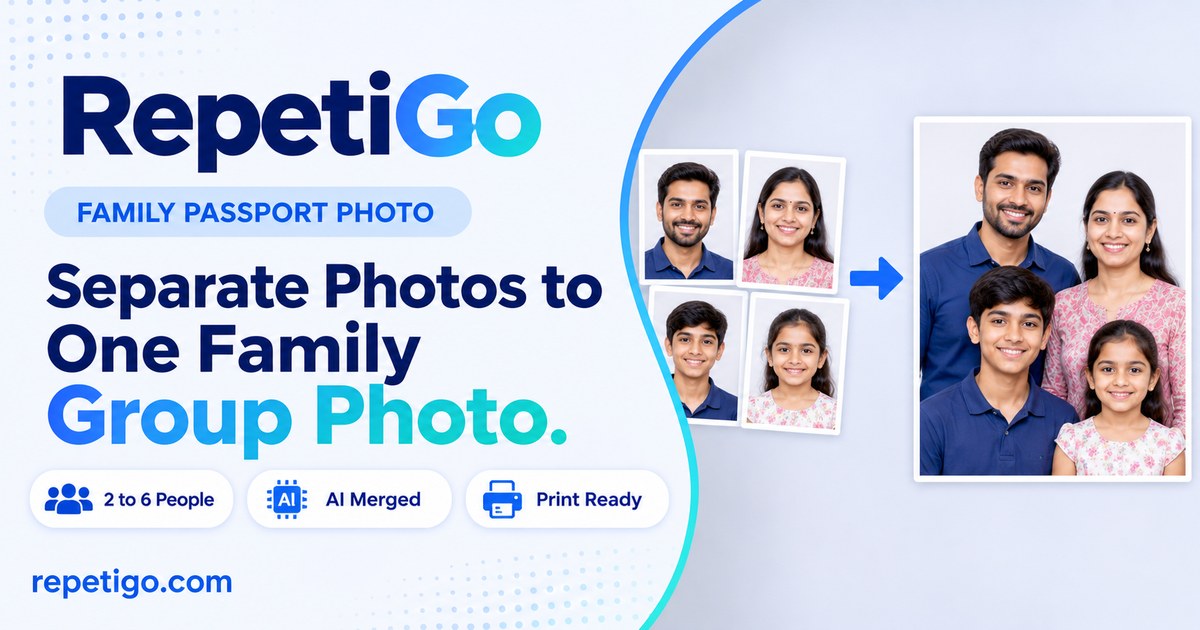 RepetiGo
FAMILY PASSPORT PHOTO
Separate Photos to
One Family
Group Photo.
2 to 6 People
AI
AI Merged
Print Ready
repetigo.com